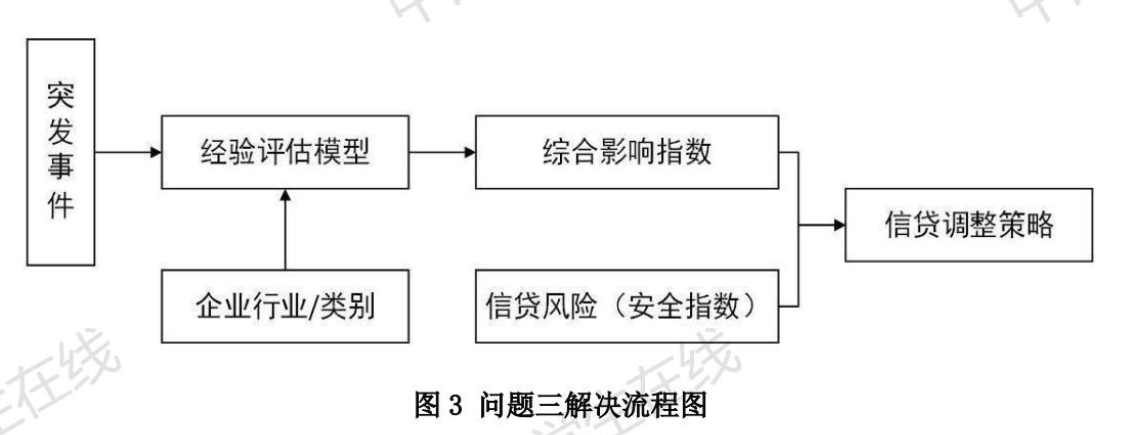 突发事件
经验评估模型
综合影响指数
信贷调整策略
企业行业/类别
信贷风险（安全指数）
图 3 问题三解决流程图